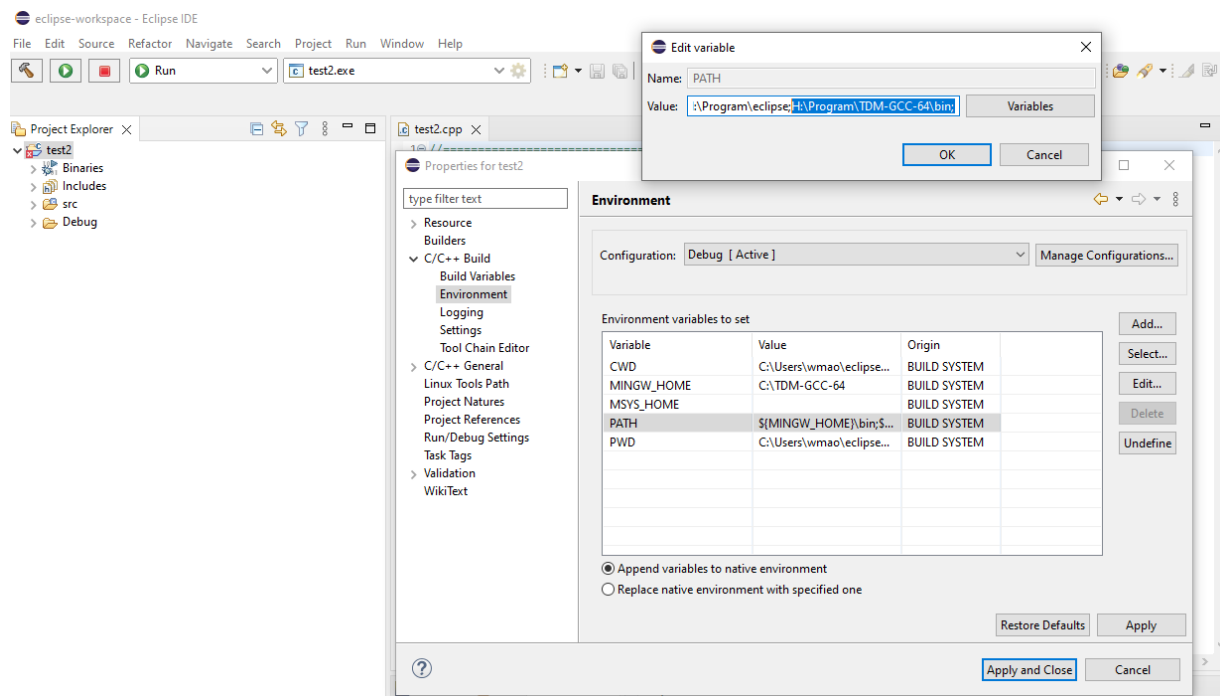 eclipse-workspace - Eclipse IDE
File Edit Source Refactor Navigate Search Project Run Window Help
Run
test2.exe
Project Explorer
test2
Binaries
Includes
src
Debug
test2.cpp
Edit variable
Name: PATH
Value: :\Program\eclipse;H:\Program\TDM-GCC-64\bin;
Variables
OK
Cancel
Properties for test2
type filter text
Resource
Builders
C/C++ Build
Build Variables
Environment
Logging
Settings
Tool Chain Editor
C/C++ General
Linux Tools Path
Project Natures
Project References
Run/Debug Settings
Task Tags
Validation
WikiText
Environment
Configuration: Debug [ Active ]
Manage Configurations...
Environment variables to set
Variable Value Origin
CWD C:\Users\wmao\eclipse... BUILD SYSTEM
MINGW_HOME C:\TDM-GCC-64 BUILD SYSTEM
MSYS_HOME BUILD SYSTEM
PATH ${MINGW_HOME}\bin;$... BUILD SYSTEM
PWD C:\Users\wmao\eclipse... BUILD SYSTEM
Add...
Select...
Edit...
Delete
Undefine
Append variables to native environment
Replace native environment with specified one
Restore Defaults
Apply
Apply and Close
Cancel